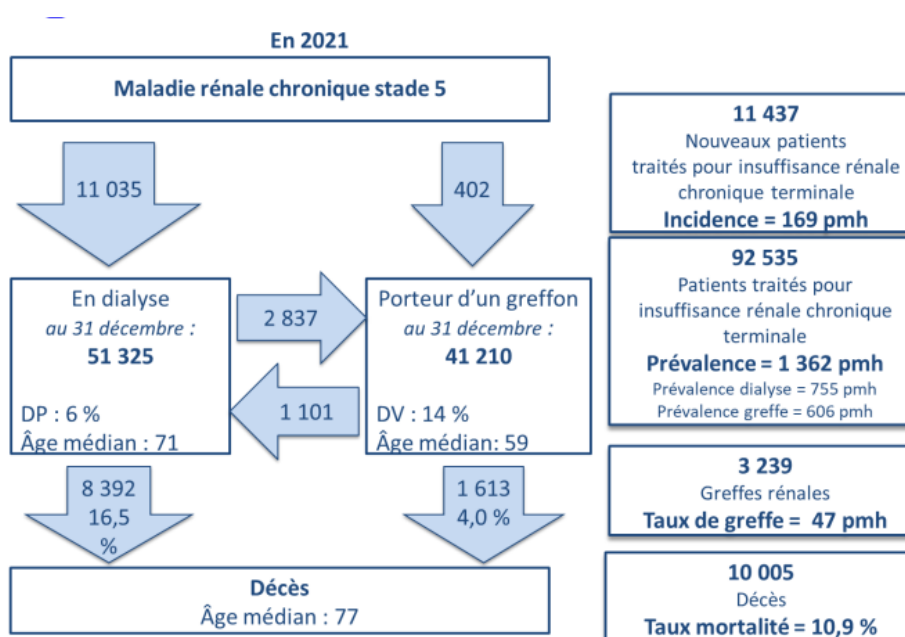 En 2021
Maladie rénale chronique stade 5
11 035
402
En dialyse
au 31 décembre :
51 325
DP : 6 %
Âge médian : 71
2 837
1 101
Porteur d'un greffon
au 31 décembre :
41 210
DV : 14 %
Âge médian: 59
8 392
16,5
%
1 613
4,0 %
Décès
Âge médian : 77
11 437
Nouveaux patients
traités pour insuffisance rénale
chronique terminale
Incidence = 169 pmh
92 535
Patients traités pour
insuffisance rénale chronique
terminale
Prévalence = 1 362 pmh
Prévalence dialyse = 755 pmh
Prévalence greffe = 606 pmh
3 239
Greffes rénales
Taux de greffe =  47 pmh
10 005
Décès
Taux mortalité = 10,9 %